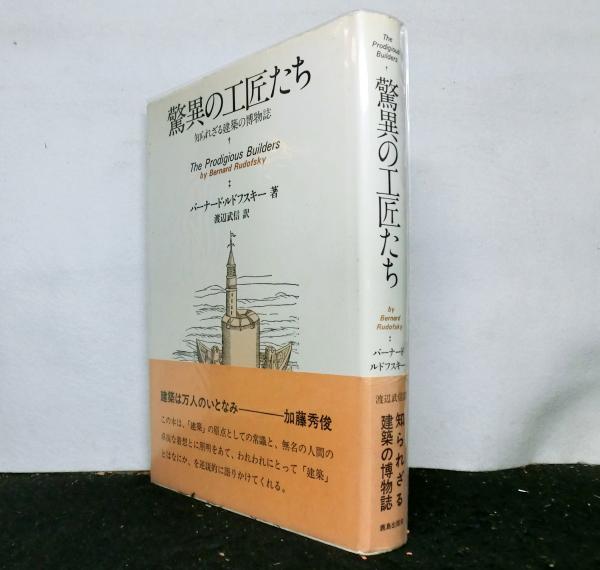 驚異の工匠たち
知られざる建築の博物誌
The Prodigious Builders
by Bernard Rudofsky
バーナード・ルドフスキー 著
渡辺武信 訳
建築は万人のいとなみ———加藤秀俊
この本は、「建築」の原点としての常識と、無名の人間の
卓抜な着想とに照明をあて、われわれにとって「建築」
とはなにか、を逆説的に語りかけてくれる。
The
Prodigious
Builders
驚異の工匠たち
by
Bernard
Rudofsky
バーナード
ルドフスキー
渡辺武信訳
知られざる
建築の博物誌
鹿島出版会